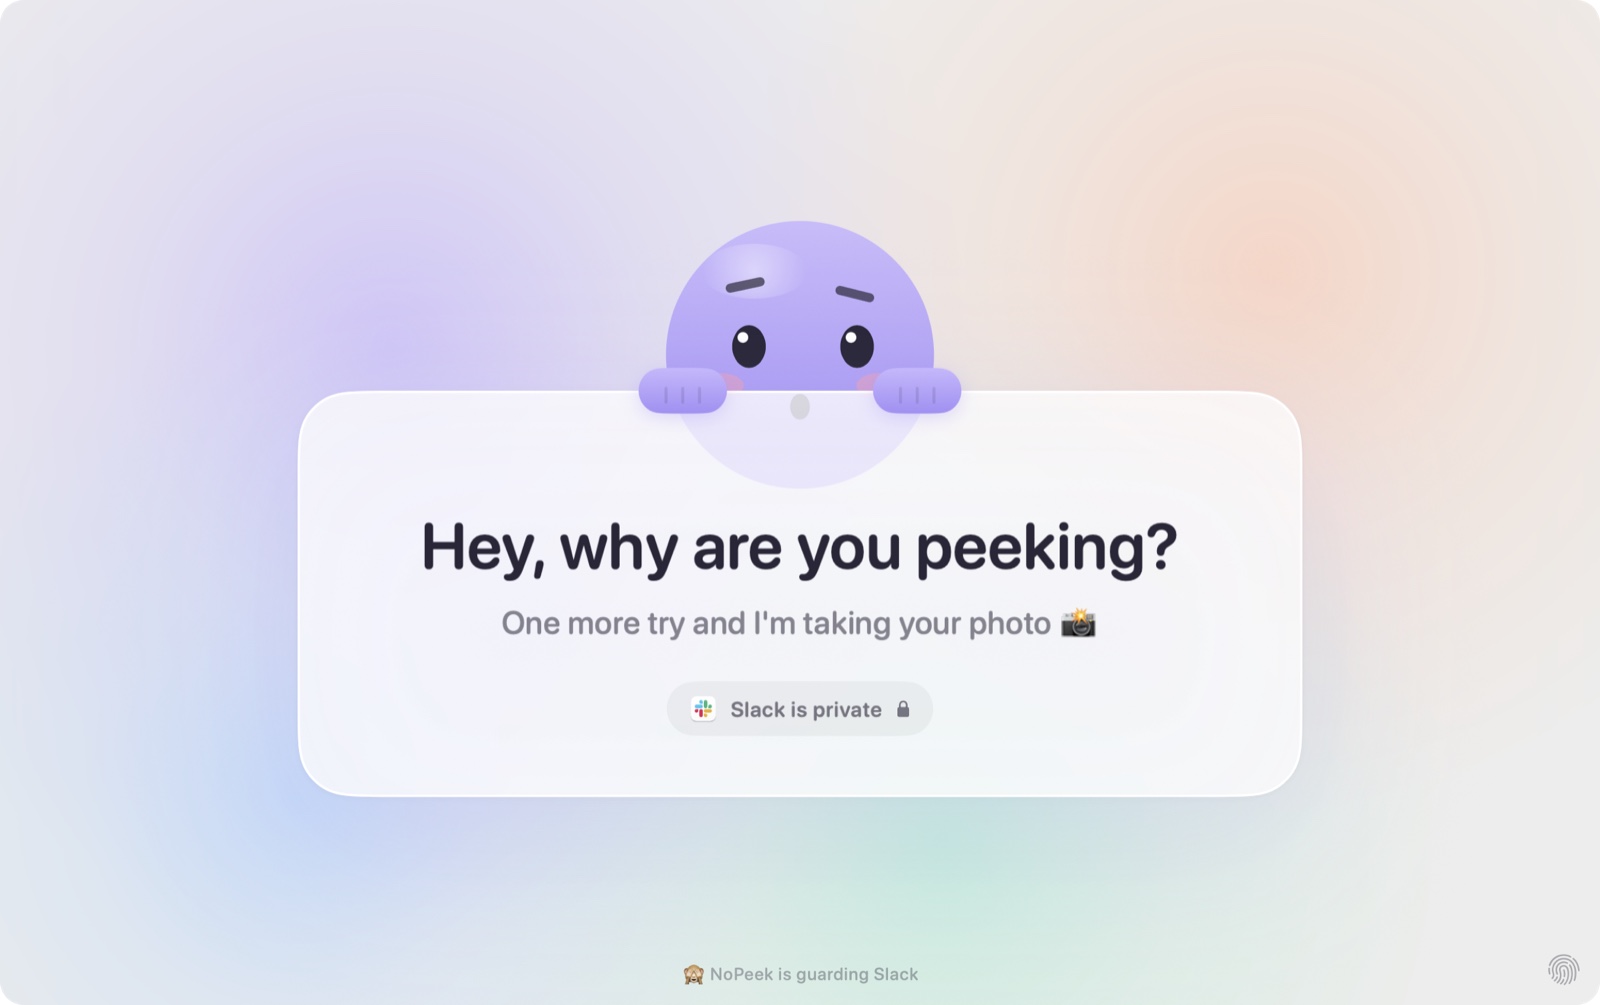 Hey, why are you peeking?
One more try and I'm taking your photo 📸
Slack is private
🙈 NoPeek is guarding Slack